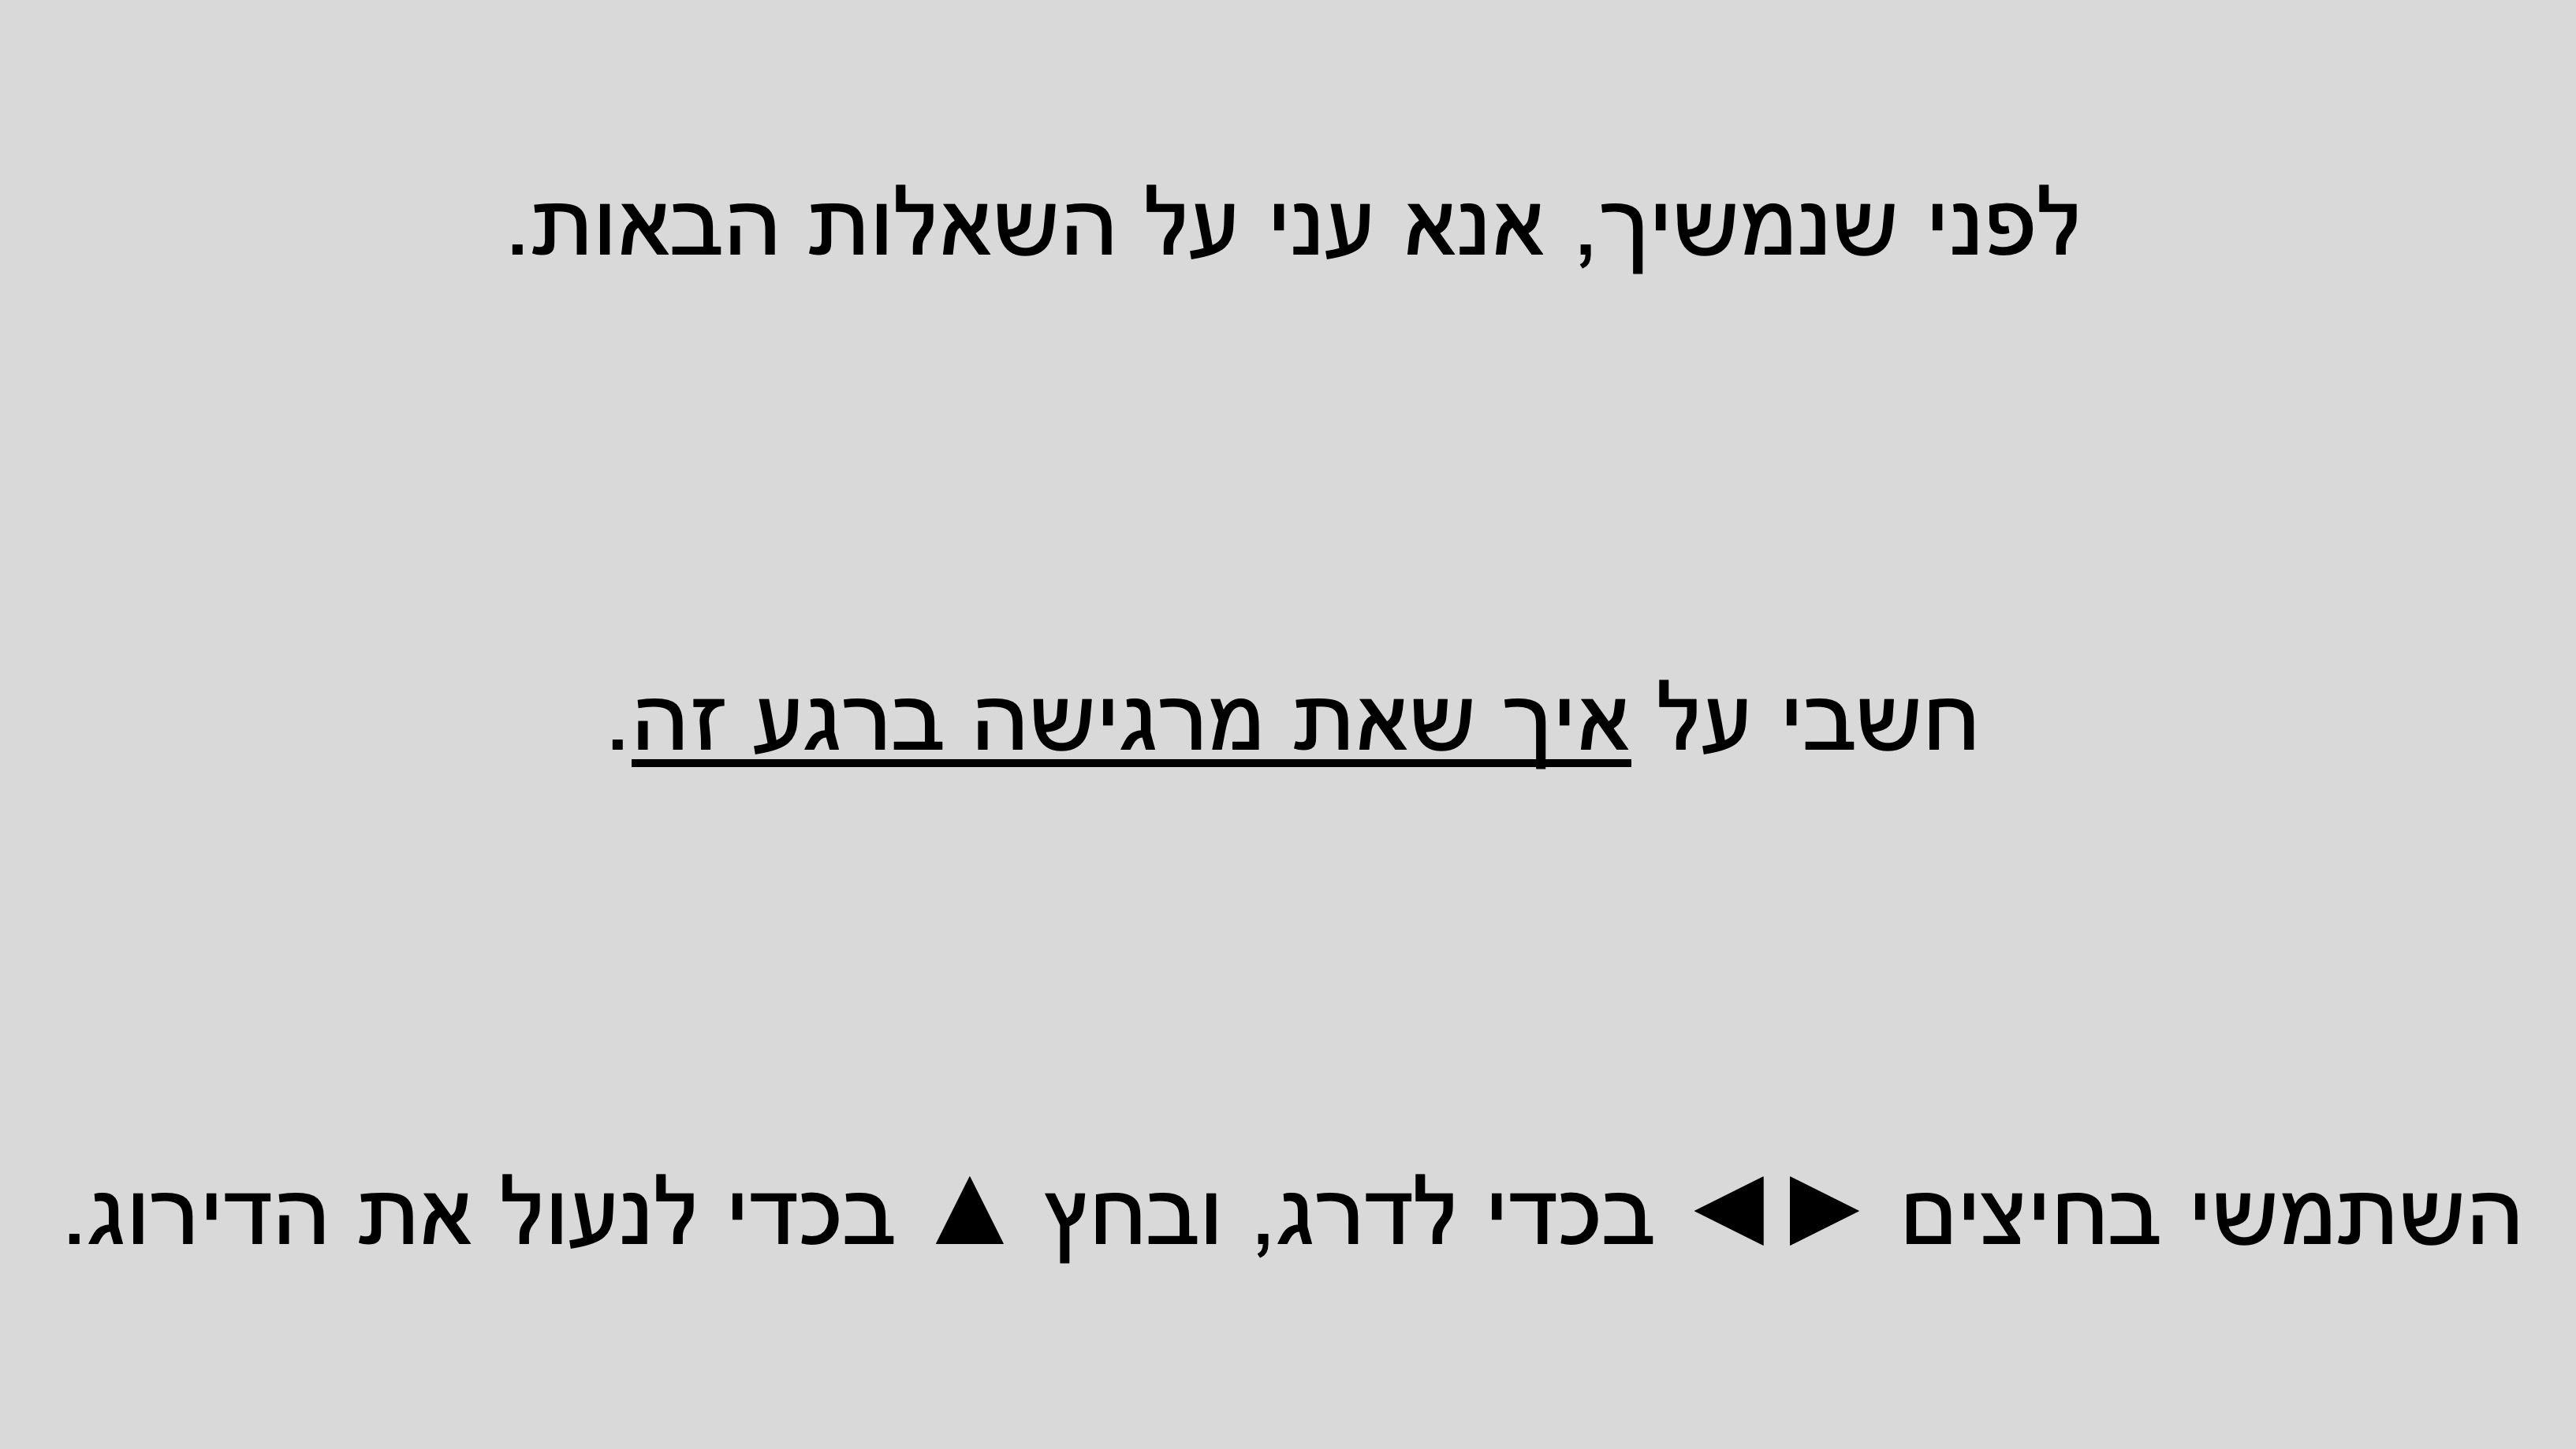 לפני שנמשיך, אנא עני על השאלות הבאות.
חשבי על איך שאת מרגישה ברגע זה.
השתמשי בחיצים ▶◀ בכדי לדרג, ובחץ ▲ בכדי לנעול את הדירוג.